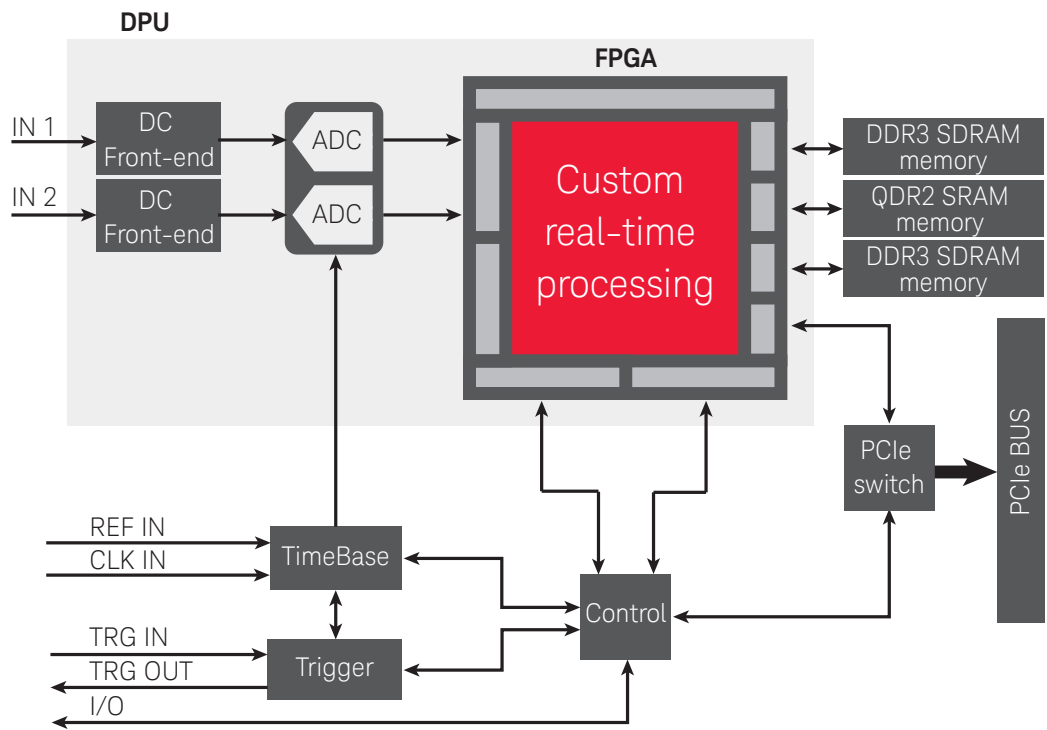 DPU
FPGA
IN 1
DC
Front-end
ADC
IN 2
DC
Front-end
ADC
Custom
real-time
processing
DDR3 SDRAM
memory
QDR2 SRAM
memory
DDR3 SDRAM
memory
PCIe
switch
PCIe BUS
REF IN
CLK IN
TimeBase
Control
TRG IN
TRG OUT
Trigger
I/O